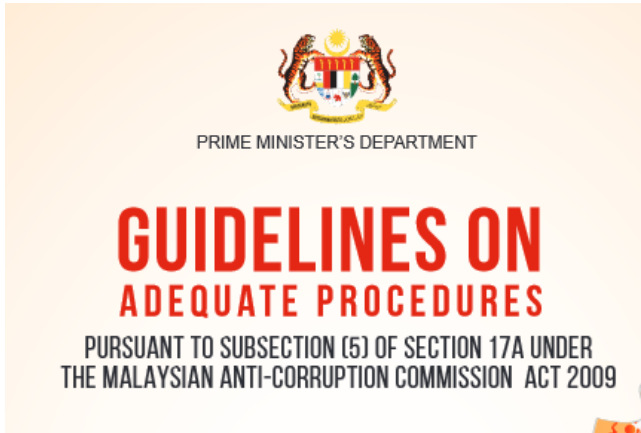 PRIME MINISTER'S DEPARTMENT
GUIDELINES ON
ADEQUATE PROCEDURES
PURSUANT TO SUBSECTION (5) OF SECTION 17A UNDER
THE MALAYSIAN ANTI-CORRUPTION COMMISSION ACT 2009